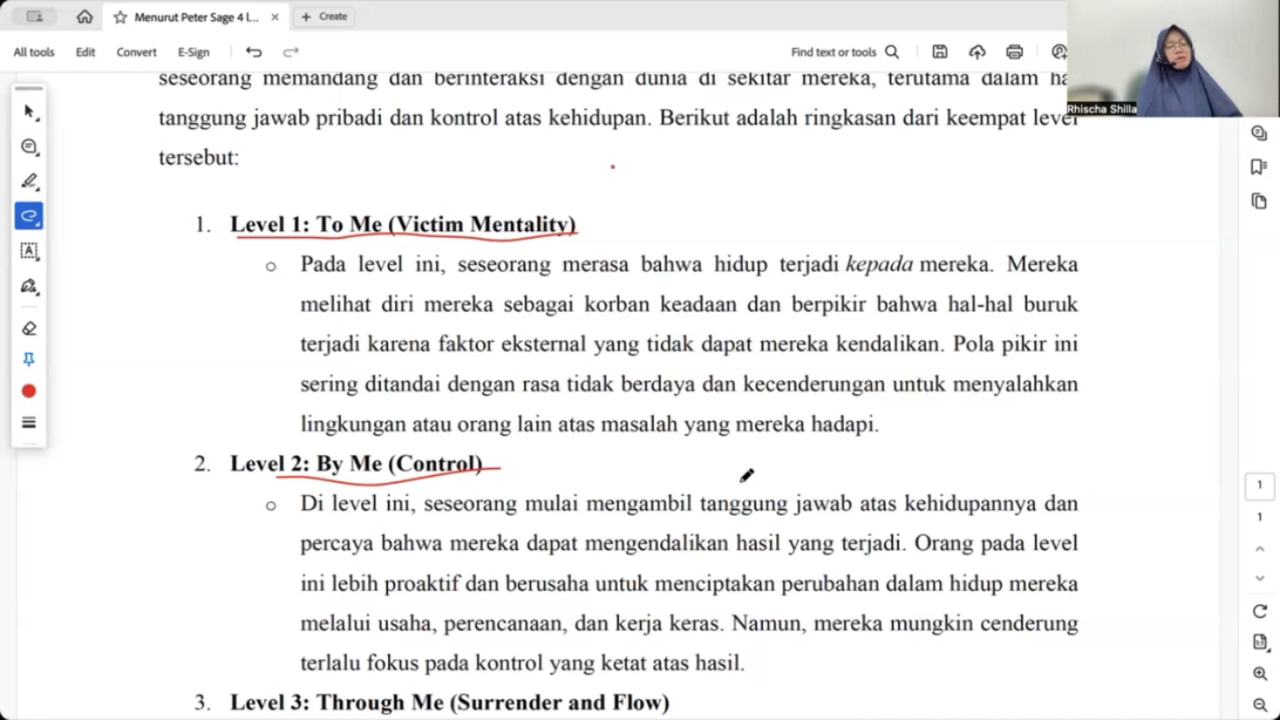 Menurut Peter Sage 4 l...
Create
All tools
Edit
Convert
E-Sign
Find text or tools
Rhischa Shilla
seseorang memandang dan berinteraksi dengan dunia di sekitar mereka, terutama dalam ha
tanggung jawab pribadi dan kontrol atas kehidupan. Berikut adalah ringkasan dari keempat level
tersebut:
1. Level 1: To Me (Victim Mentality)
o Pada level ini, seseorang merasa bahwa hidup terjadi kepada mereka. Mereka
melihat diri mereka sebagai korban keadaan dan berpikir bahwa hal-hal buruk
terjadi karena faktor eksternal yang tidak dapat mereka kendalikan. Pola pikir ini
sering ditandai dengan rasa tidak berdaya dan kecenderungan untuk menyalahkan
lingkungan atau orang lain atas masalah yang mereka hadapi.
2. Level 2: By Me (Control)
o Di level ini, seseorang mulai mengambil tanggung jawab atas kehidupannya dan
percaya bahwa mereka dapat mengendalikan hasil yang terjadi. Orang pada level
ini lebih proaktif dan berusaha untuk menciptakan perubahan dalam hidup mereka
melalui usaha, perencanaan, dan kerja keras. Namun, mereka mungkin cenderung
terlalu fokus pada kontrol yang ketat atas hasil.
3. Level 3: Through Me (Surrender and Flow)
1
1